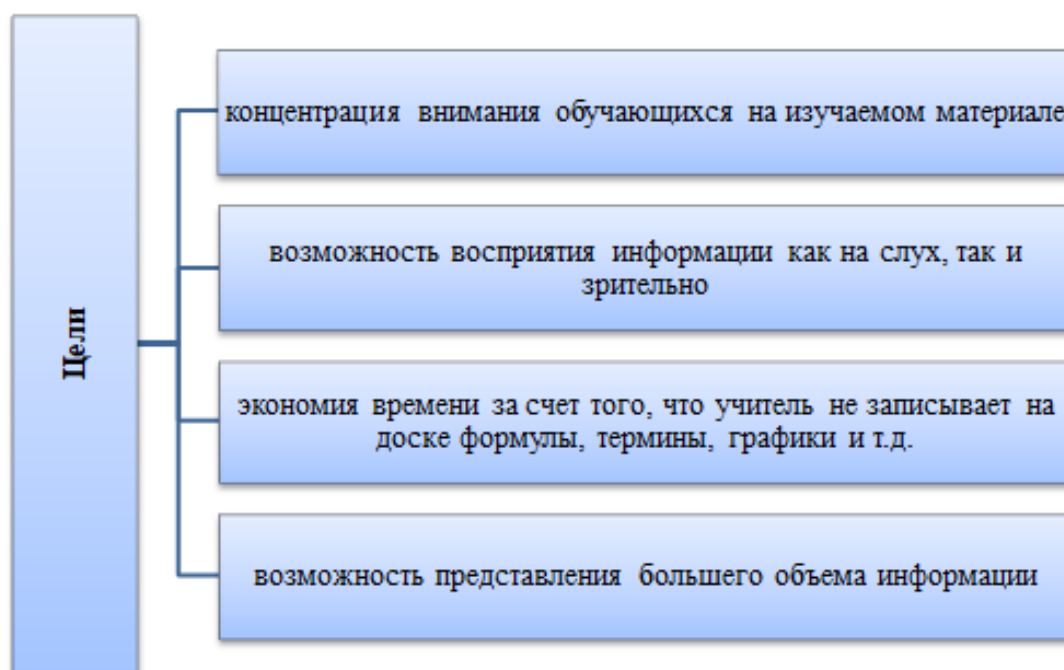 Цели
концентрация внимания обучающихся на изучаемом материале
возможность восприятия информации как на слух, так и
зрительно
экономия времени за счет того, что учитель не записывает на
доске формулы, термины, графики и т.д.
возможность представления большего объема информации